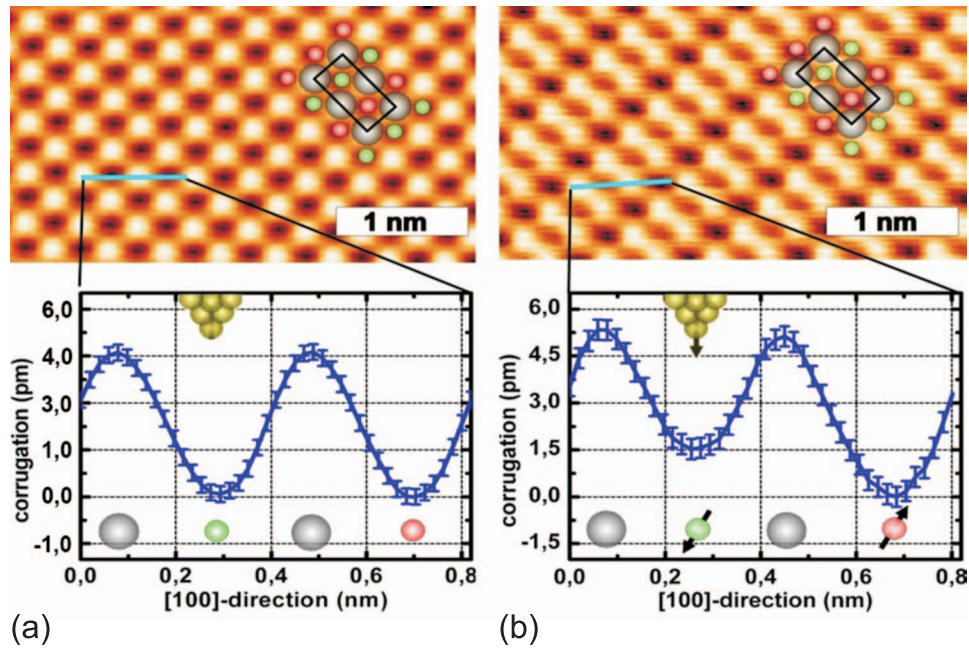 1 nm
1 nm
6,0
4,0
3,0
1,0
0,0
-1,0
corrugation (pm)
0,0 0,2 0,4 0,6 0,8
[100]-direction (nm)
(a)
6,0
4,5
3,0
1,5
0,0
-1,5
corrugation (pm)
0,0 0,2 0,4 0,6 0,8
[100]-direction (nm)
(b)